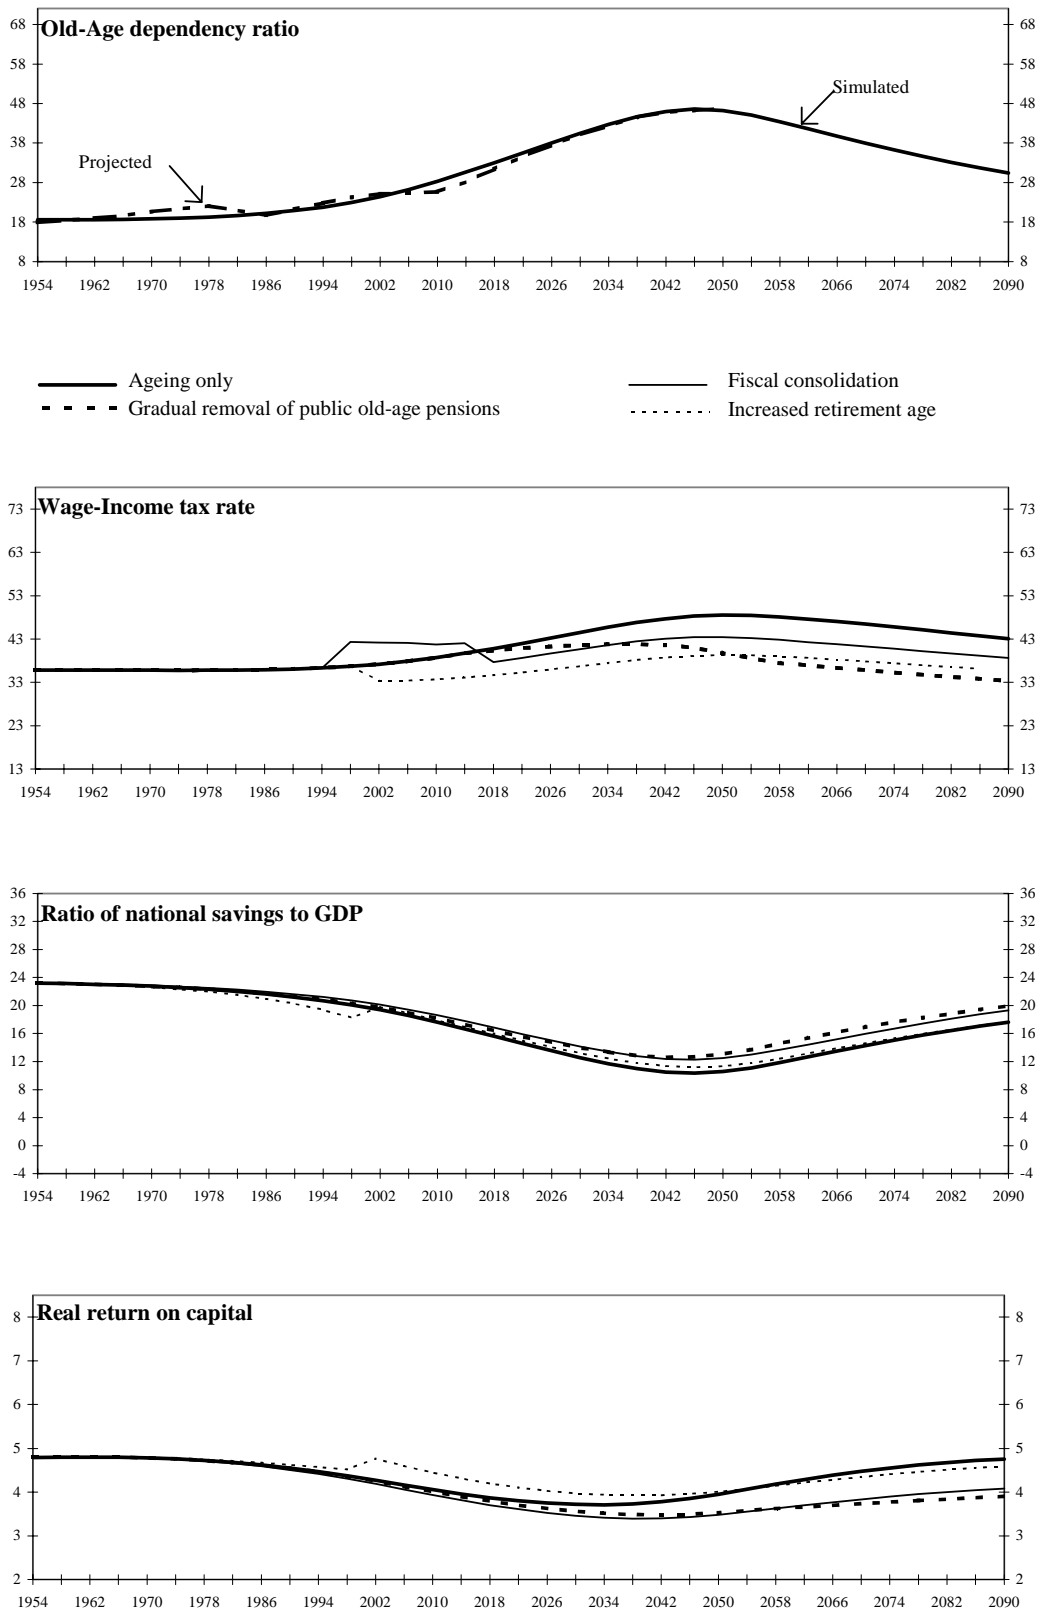 Old-Age dependency ratio
68 68
58 58
48 48
38 38
28 28
18 18
8 8
Simulated
Projected
1954 1962 1970 1978 1986 1994 2002 2010 2018 2026 2034 2042 2050 2058 2066 2074 2082 2090
Ageing only Fiscal consolidation
Gradual removal of public old-age pensions Increased retirement age
Wage-Income tax rate
73 73
63 63
53 53
43 43
33 33
23 23
13 13
1954 1962 1970 1978 1986 1994 2002 2010 2018 2026 2034 2042 2050 2058 2066 2074 2082 2090
36 36
Ratio of national savings to GDP
32 32
28 28
24 24
20 20
16 16
12 12
8 8
4 4
0 0
-4 -4
1954 1962 1970 1978 1986 1994 2002 2010 2018 2026 2034 2042 2050 2058 2066 2074 2082 2090
Real return on capital
8 8
7 7
6 6
5 5
4 4
3 3
2 2
1954 1962 1970 1978 1986 1994 2002 2010 2018 2026 2034 2042 2050 2058 2066 2074 2082 2090